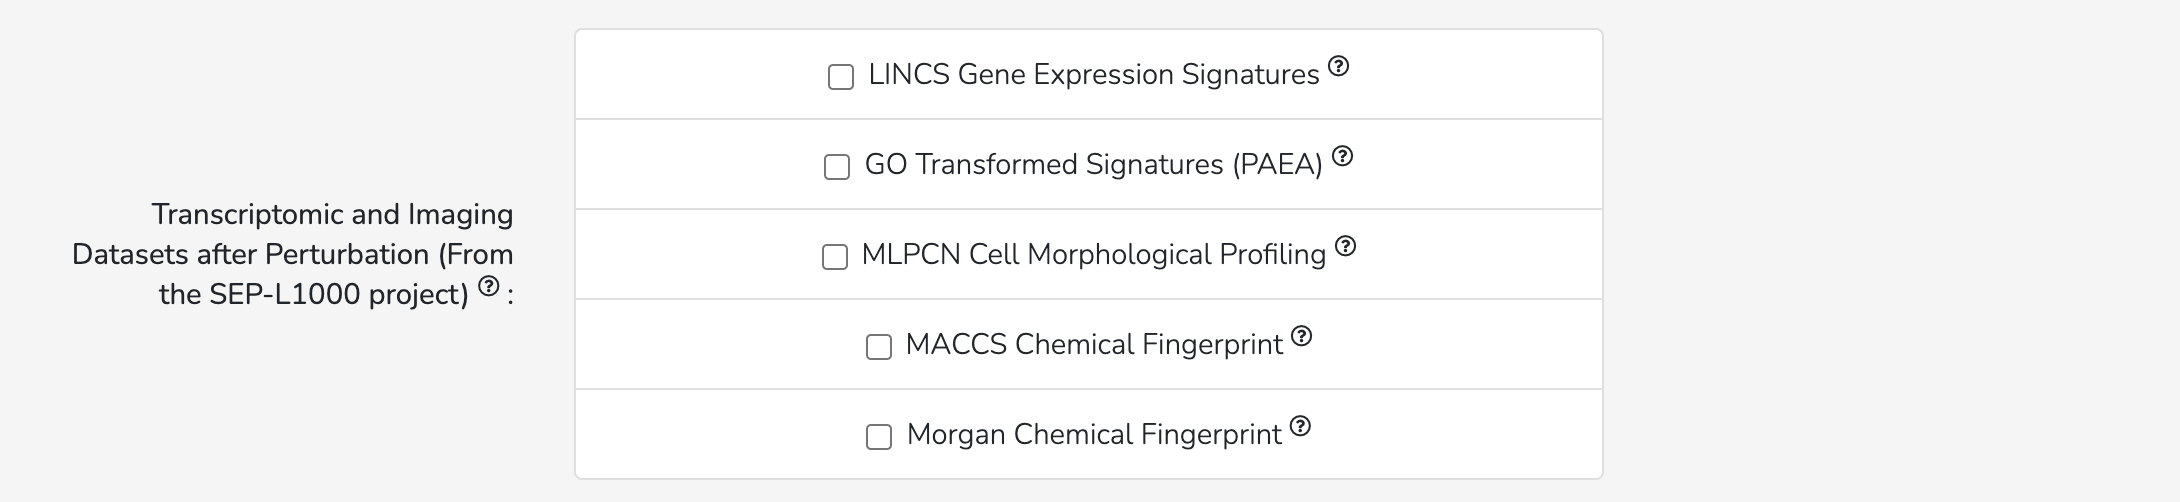 Transcriptomic and Imaging
Datasets after Perturbation (From
the SEP-L1000 project) ? :
LINCS Gene Expression Signatures ?
GO Transformed Signatures (PAEA) ?
MLPCN Cell Morphological Profiling ?
MACCS Chemical Fingerprint ?
Morgan Chemical Fingerprint ?